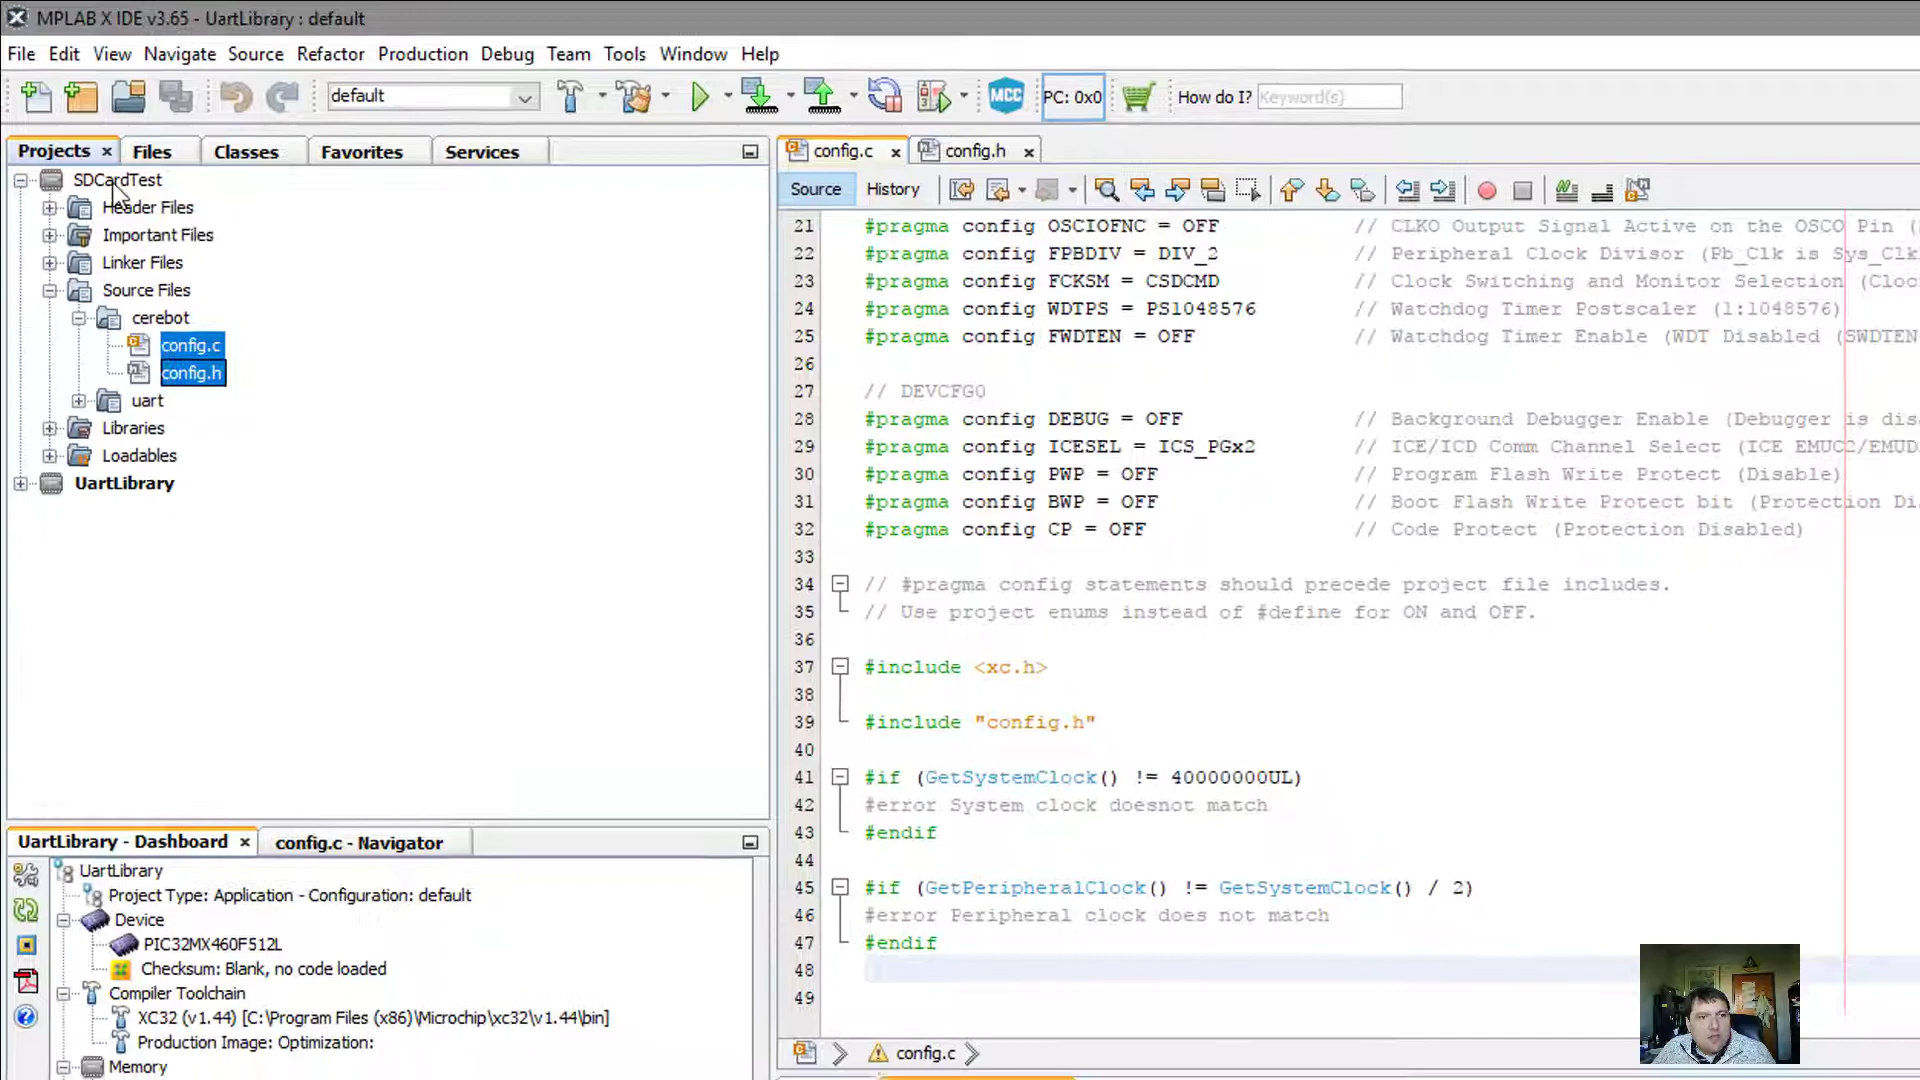 MPLAB X IDE v3.65 - UartLibrary : default
File Edit View Navigate Source Refactor Production Debug Team Tools Window Help
default
MCC
PC: 0x0
How do I?
Keyword(s)
Projects
Files
Classes
Favorites
Services
SDCardTest
Header Files
Important Files
Linker Files
Source Files
cerebot
config.c
config.h
uart
Libraries
Loadables
UartLibrary
UartLibrary - Dashboard
config.c - Navigator
UartLibrary
Project Type: Application - Configuration: default
Device
PIC32MX460F512L
Checksum: Blank, no code loaded
Compiler Toolchain
XC32 (v1.44) [C:\Program Files (x86)\Microchip\xc32\v1.44\bin]
Production Image: Optimization:
Memory
config.c
config.h
Source
History
21 #pragma config OSCIOFNC = OFF // CLKO Output Signal Active on the OSCO Pin (
22 #pragma config FPBDIV = DIV_2 // Peripheral Clock Divisor (Pb_Clk is Sys_Clk
23 #pragma config FCKSM = CSDCMD // Clock Switching and Monitor Selection (Cloc
24 #pragma config WDTPS = PS1048576 // Watchdog Timer Postscaler (1:1048576)
25 #pragma config FWDTEN = OFF // Watchdog Timer Enable (WDT Disabled (SWDTEN
26
27 // DEVCFG0
28 #pragma config DEBUG = OFF // Background Debugger Enable (Debugger is dis
29 #pragma config ICESEL = ICS_PGx2 // ICE/ICD Comm Channel Select (ICE EMUC2/EMUD
30 #pragma config PWP = OFF // Program Flash Write Protect (Disable)
31 #pragma config BWP = OFF // Boot Flash Write Protect bit (Protection Di
32 #pragma config CP = OFF // Code Protect (Protection Disabled)
33
34 // #pragma config statements should precede project file includes.
35 // Use project enums instead of #define for ON and OFF.
36
37 #include <xc.h>
38
39 #include "config.h"
40
41 #if (GetSystemClock() != 40000000UL)
42 #error System clock doesnot match
43 #endif
44
45 #if (GetPeripheralClock() != GetSystemClock() / 2)
46 #error Peripheral clock does not match
47 #endif
48
49
config.c